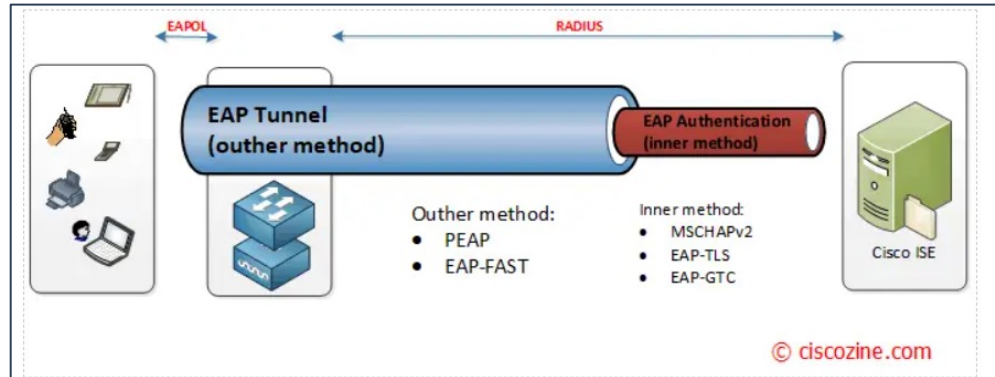 EAPOL
RADIUS
EAP Tunnel
(outher method)
EAP Authentication
(inner method)
Outher method:
• PEAP
• EAP-FAST
Inner method:
• MSCHAPv2
• EAP-TLS
• EAP-GTC
Cisco ISE
© ciscozine.com